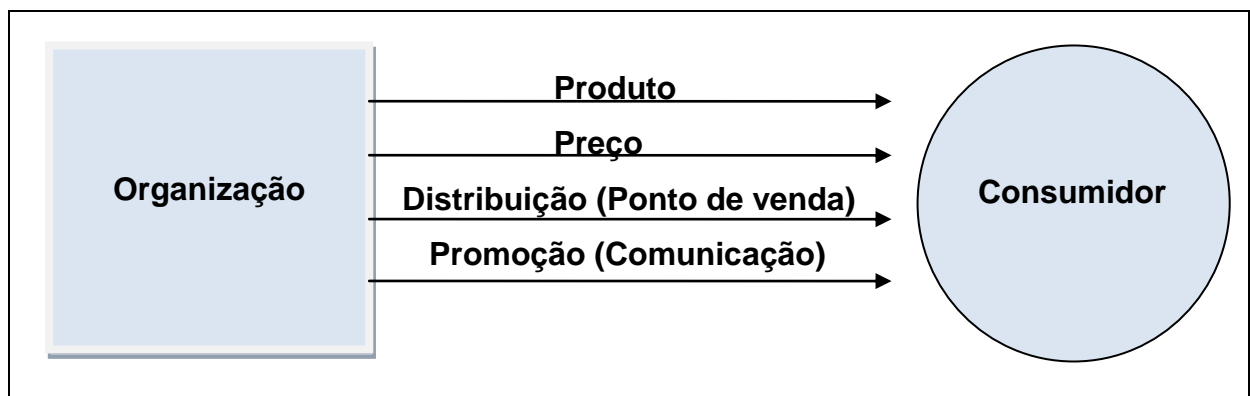 Produto
Preço
Organização
Distribuição (Ponto de venda)
Consumidor
Promoção (Comunicação)